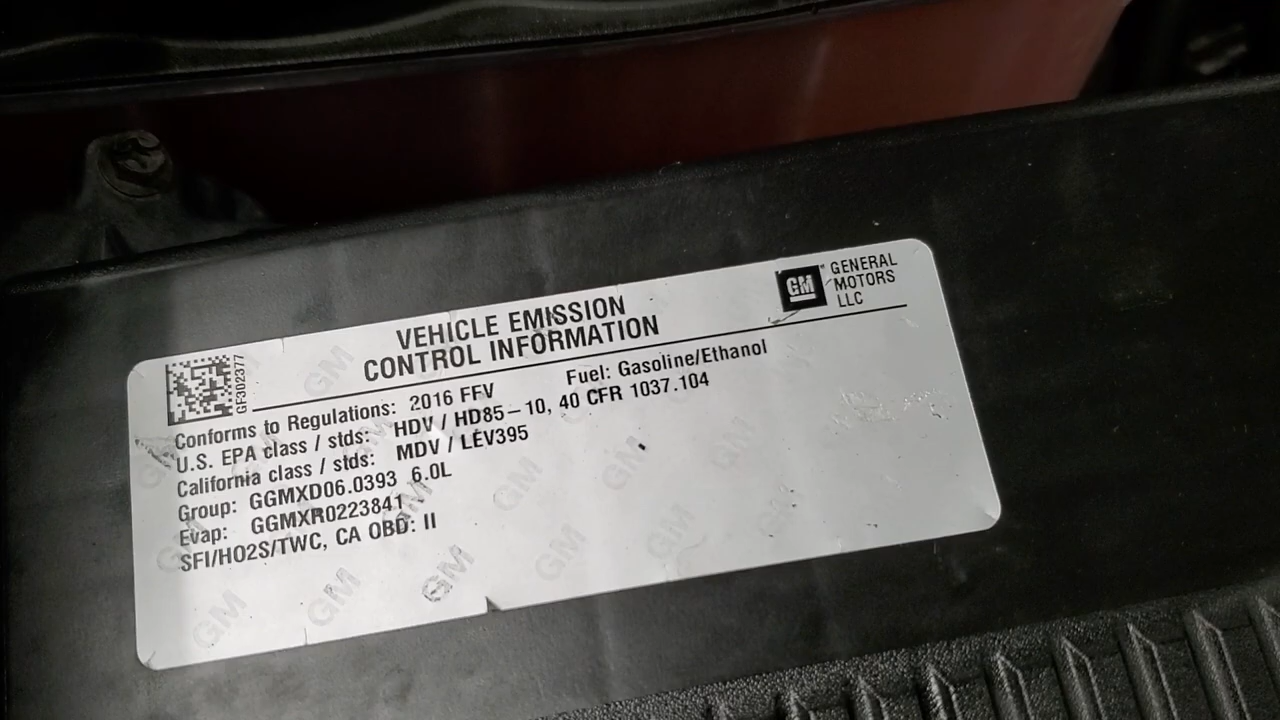 GM
GENERAL
MOTORS
LLC
VEHICLE EMISSION
CONTROL INFORMATION
GF3D2377
Conforms to Regulations: 2016 FFV Fuel: Gasoline/Ethanol
U.S. EPA class / stds: HDV / HD85–10, 40 CFR 1037.104
California class / stds: MDV / LEV395
Group: GGMXD06.0393 6.0L
Evap: GGMXR0223841
SFI/HO2S/TWC, CA OBD: II